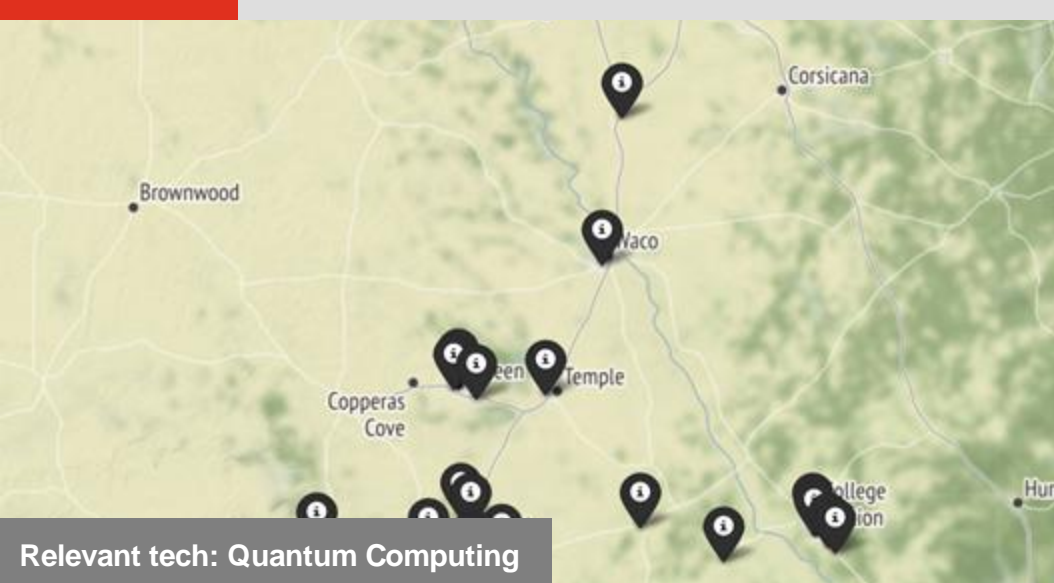 Corsicana
Brownwood
Waco
Temple
Copperas
Cove
Relevant tech: Quantum Computing